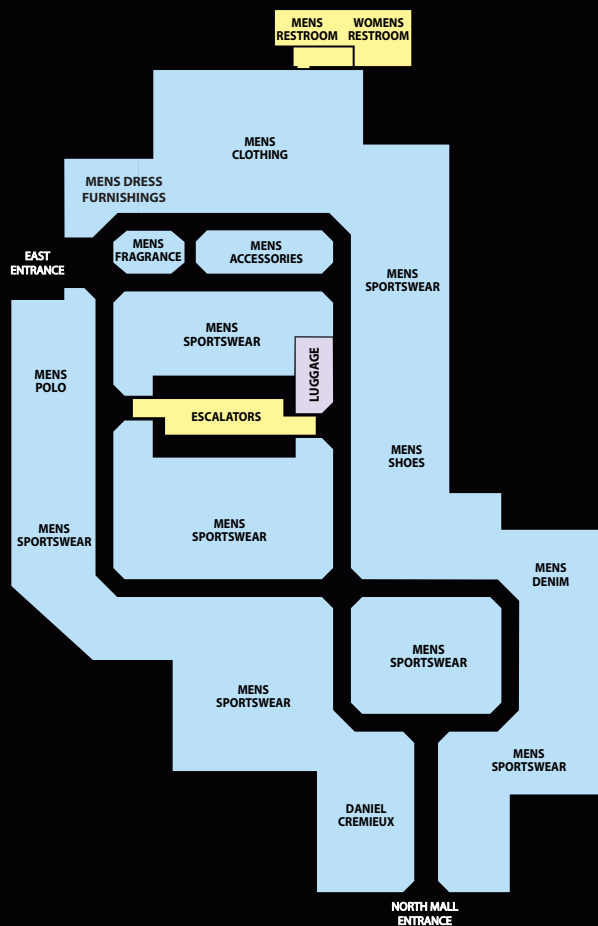 MENS
RESTROOM
WOMENS
RESTROOM
MENS
CLOTHING
MENS DRESS
FURNISHINGS
EAST
ENTRANCE
MENS
FRAGRANCE
MENS
ACCESSORIES
MENS
SPORTSWEAR
MENS
SPORTSWEAR
LUGGAGE
MENS
POLO
ESCALATORS
MENS
SHOES
MENS
SPORTSWEAR
MENS
SPORTSWEAR
MENS
DENIM
MENS
SPORTSWEAR
MENS
SPORTSWEAR
MENS
SPORTSWEAR
DANIEL
CREMIEUX
NORTH MALL
ENTRANCE